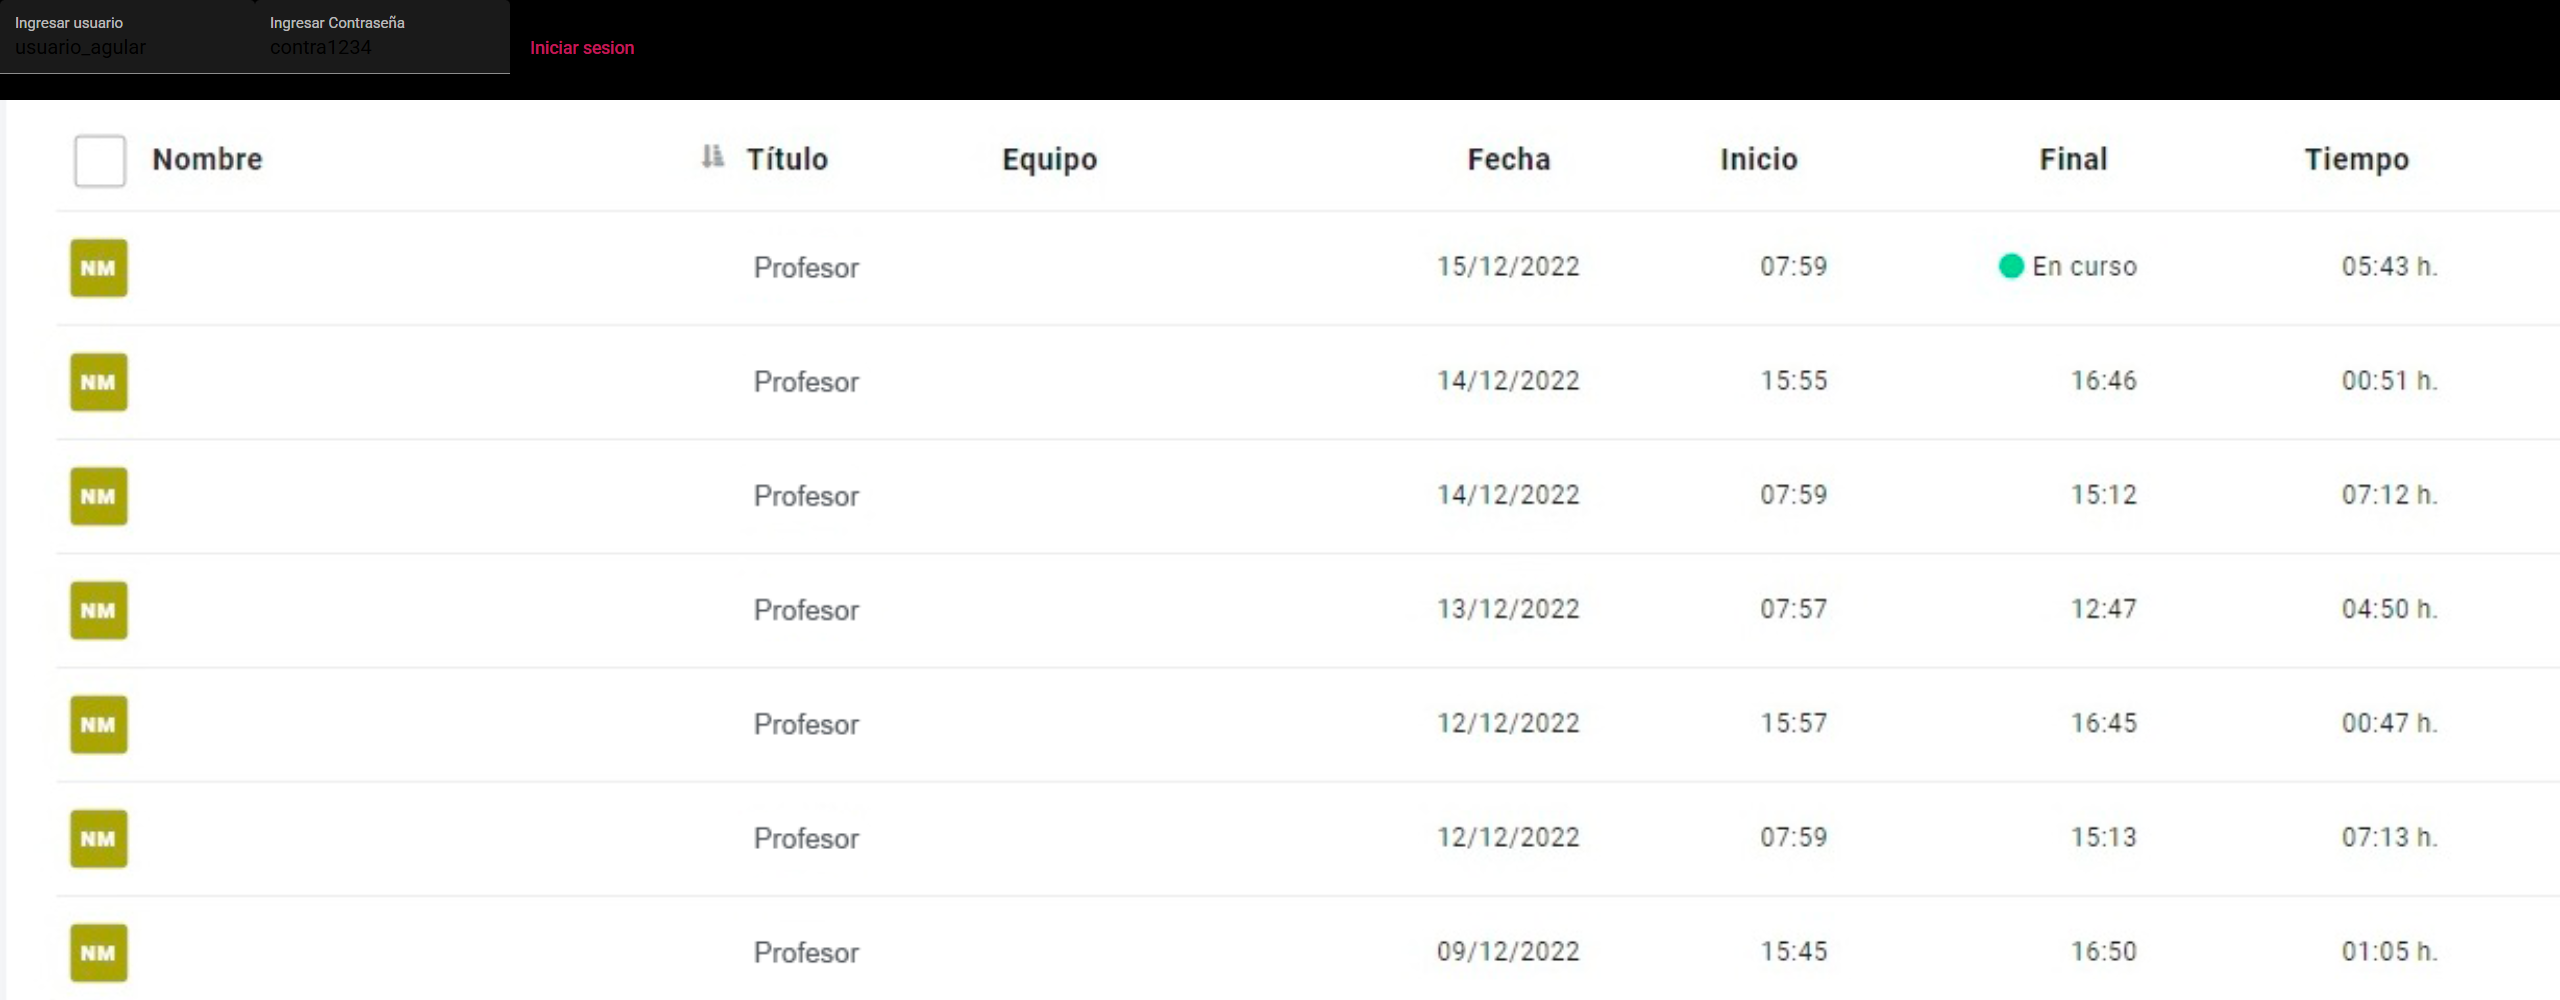 Ingresar usuario Ingresar Contraseña
usuario_agular contra1234 Iniciar sesion
Nombre Título Equipo Fecha Inicio Final Tiempo
NM Profesor 15/12/2022 07:59 En curso 05:43 h.
NM Profesor 14/12/2022 15:55 16:46 00:51 h.
NM Profesor 14/12/2022 07:59 15:12 07:12 h.
NM Profesor 13/12/2022 07:57 12:47 04:50 h.
NM Profesor 12/12/2022 15:57 16:45 00:47 h.
NM Profesor 12/12/2022 07:59 15:13 07:13 h.
NM Profesor 09/12/2022 15:45 16:50 01:05 h.